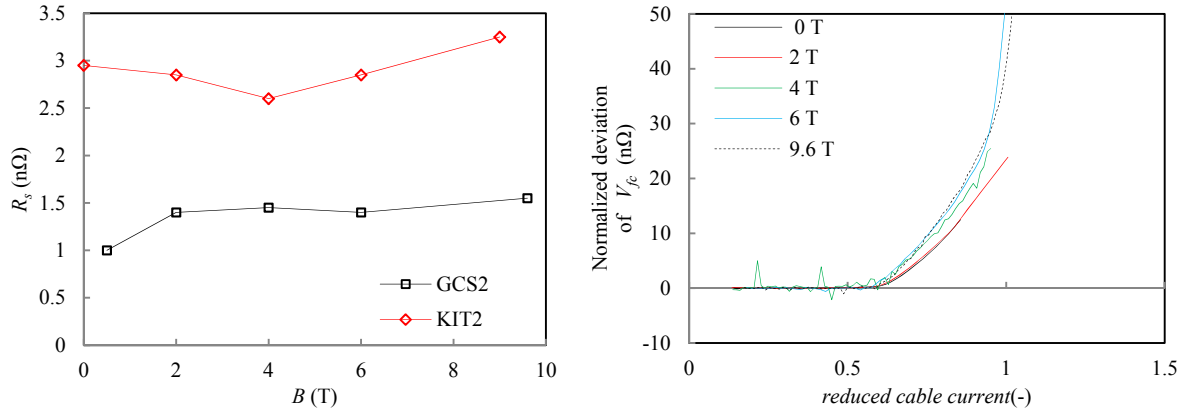 3.5
3
2.5
2
1.5
1
0.5
0
R_s (nΩ)
0 2 4 6 8 10
B (T)
GCS2
KIT2
50
40
30
20
10
0
-10
Normalized deviation
of V_fc (nΩ)
0 0.5 1 1.5
reduced cable current(-)
0 T
2 T
4 T
6 T
9.6 T